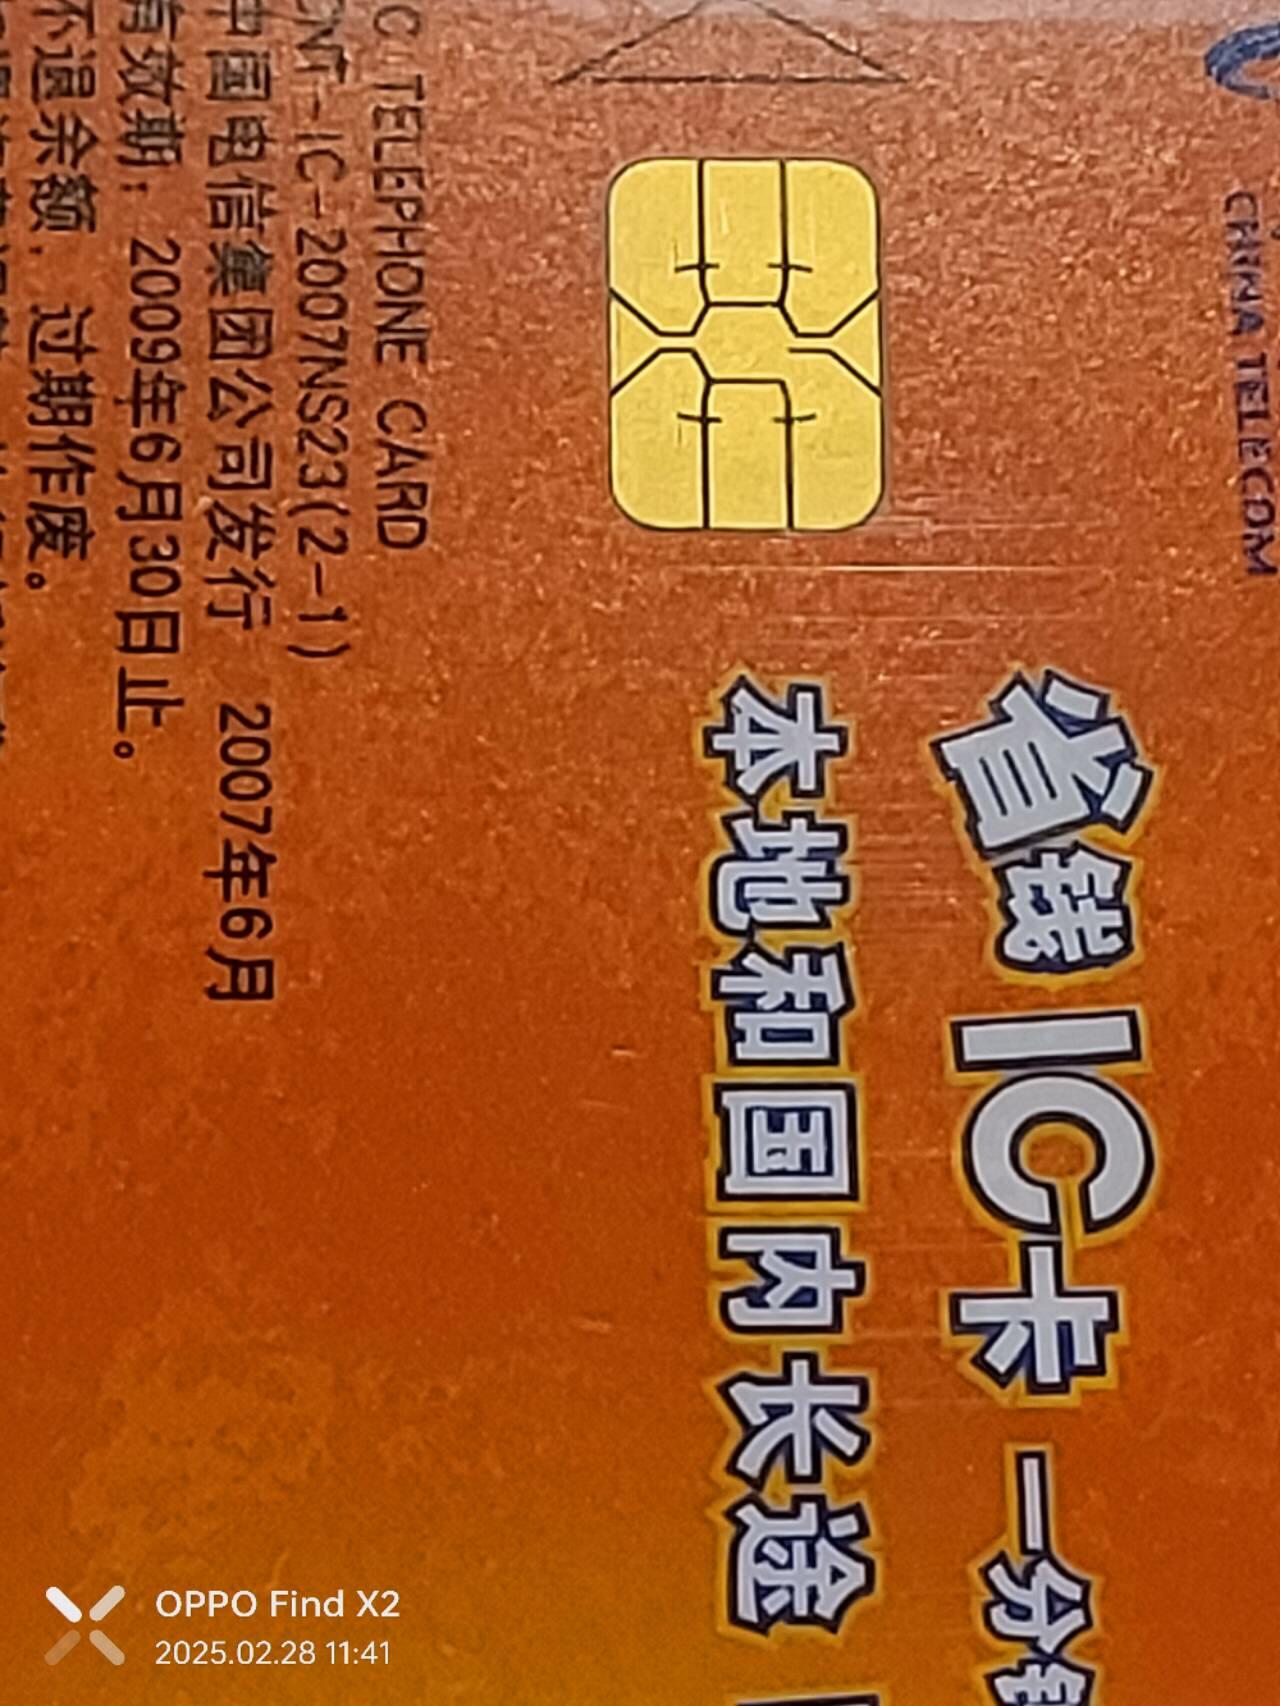 CHINA TELECOM
省钱IC卡 一分
本地和国内长途
C TELEPHONE CARD
CNT-IC-2007NS23(2-1)
中国电信集团公司发行 2007年6月
有效期：2009年6月30日止。
不退余额，过期作废。
OPPO Find X2
2025.02.28 11:41